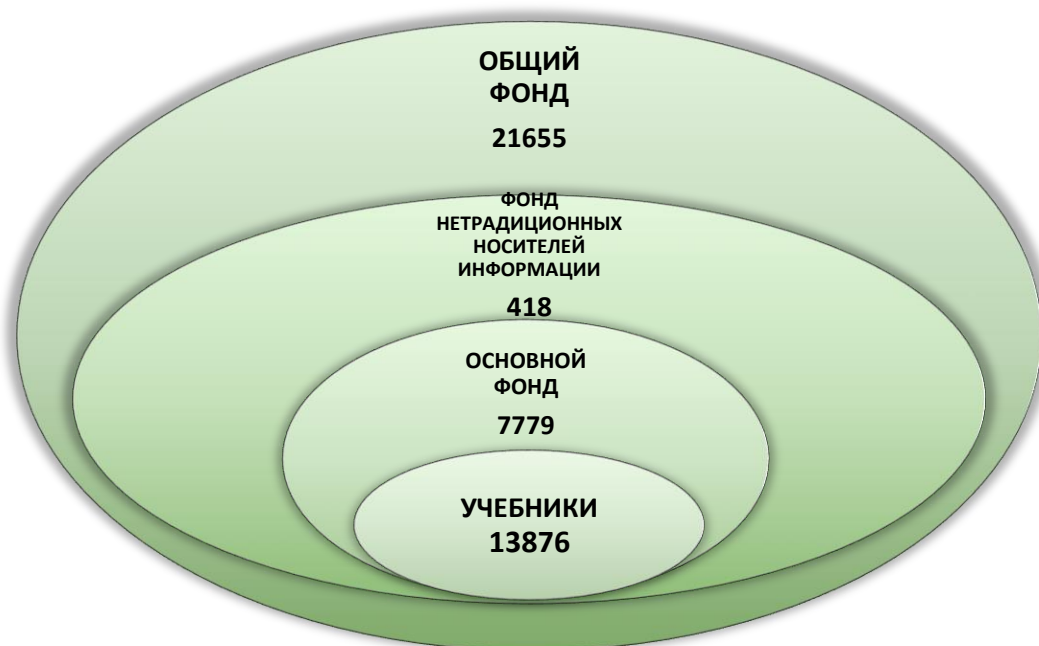 ОБЩИЙ
ФОНД
21655
ФОНД
НЕТРАДИЦИОННЫХ
НОСИТЕЛЕЙ
ИНФОРМАЦИИ
418
ОСНОВНОЙ
ФОНД
7779
УЧЕБНИКИ
13876